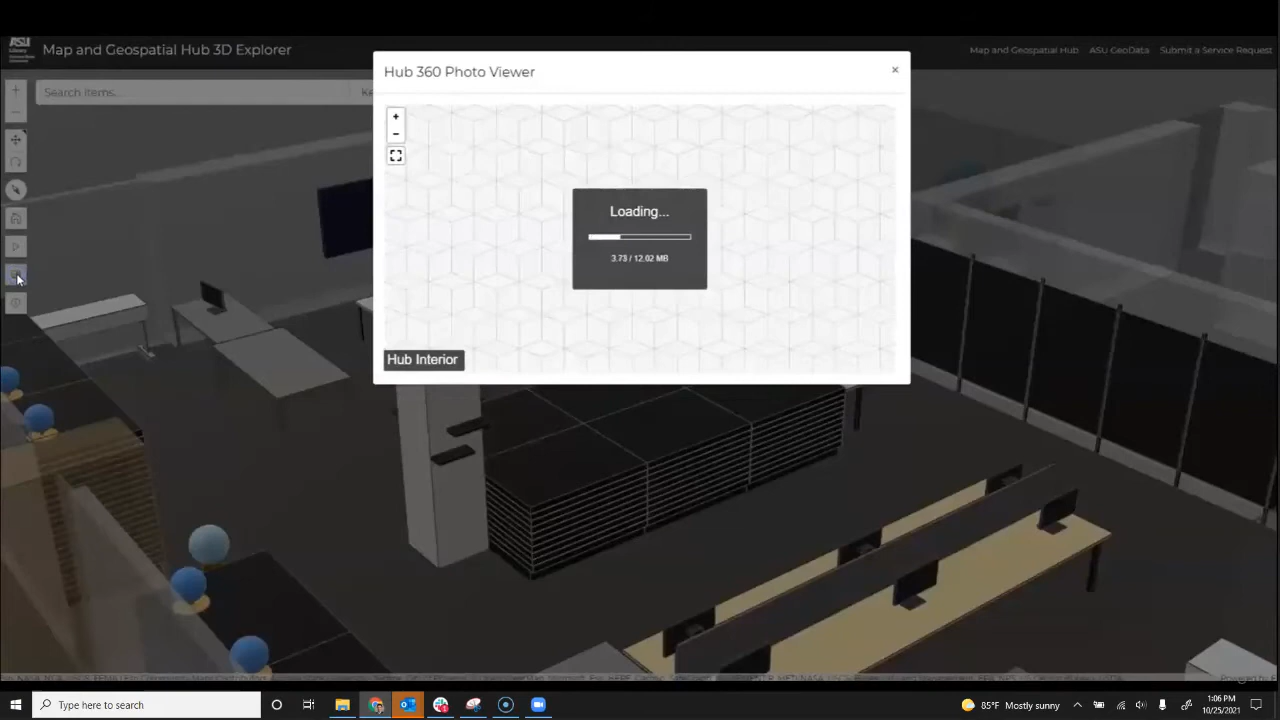 ASU
Library
Map and Geospatial Hub 3D Explorer
Map and Geospatial Hub
ASU GeoData
Submit a Service Request
Search Items...
Hub 360 Photo Viewer
×
+
−
Loading...
3.73 / 12.02 MB
Hub Interior
Type here to search
85°F Mostly sunny
1:06 PM
10/25/2021